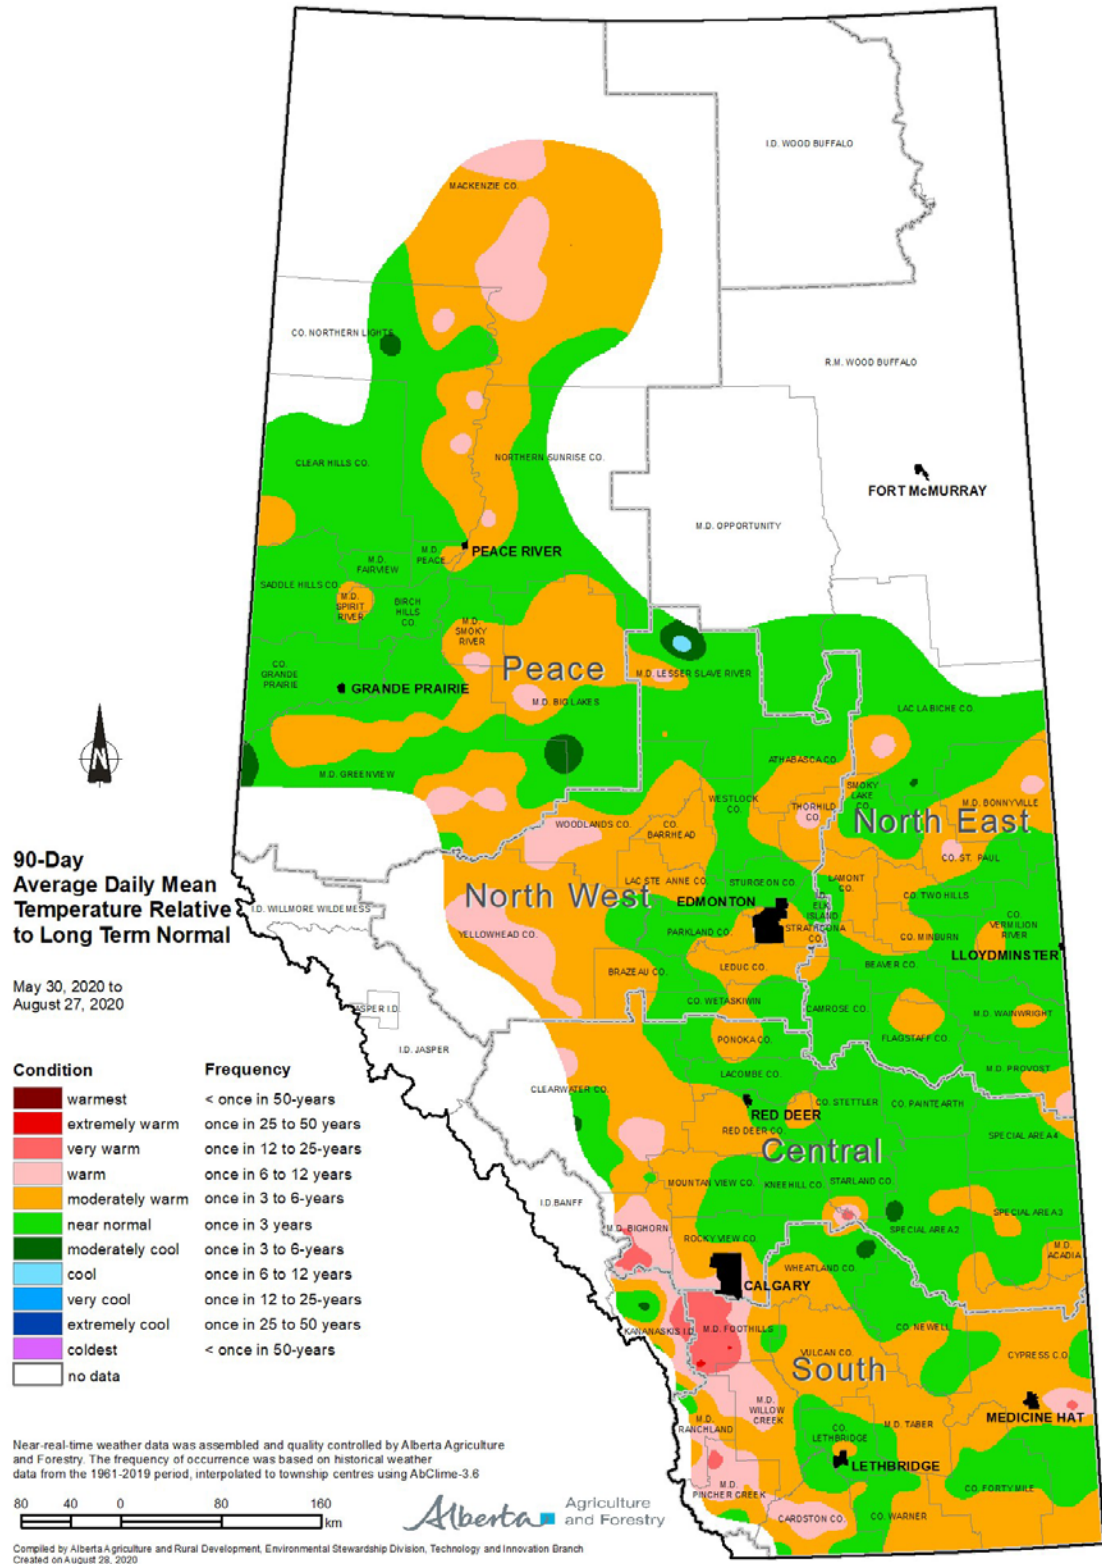 I.D. WOOD BUFFALO
MACKENZIE CO.
CO. NORTHERN LIGHTS
R.M. WOOD BUFFALO
CLEAR HILLS CO.
NORTHERN SUNRISE CO.
FORT McMURRAY
M.D. OPPORTUNITY
PEACE RIVER
M.D.
PEACE
M.D.
FAIRVIEW
SADDLE HILLS CO.
M.D.
SPIRIT
RIVER
BIRCH
HILLS
CO.
M.D.
SMOKY
RIVER
Peace
M.D. LESSER SLAVE RIVER
CO.
GRANDE
PRAIRIE
GRANDE PRAIRIE
M.D. BIG LAKES
LAC LA BICHE CO.
N
M.D. GREENVIEW
ATHABASCA CO.
SMOKY
LAKE
CO.
WESTLOCK
CO.
THORHILD
CO.
M.D. BONNYVILLE
WOODLANDS CO.
CO.
BARRHEAD
North East
CO. ST. PAUL
90-Day
Average Daily Mean
Temperature Relative
to Long Term Normal
LAC STE ANNE CO.
STURGEON CO.
LAMONT
CO.
CO. TWO HILLS
North West
EDMONTON
ELK
ISLAND
I.D. WILLMORE WILDERNESS
YELLOWHEAD CO.
PARKLAND CO.
STRATHCONA
CO.
CO. MINBURN
CO.
VERMILION
RIVER
LLOYDMINSTER
BRAZEAU CO.
LEDUC CO.
BEAVER CO.
May 30, 2020 to
August 27, 2020
CO. WETASKIWIN
CAMROSE CO.
M.D. WAINWRIGHT
JASPER I.D.
PONOKA CO.
FLAGSTAFF CO.
I.D. JASPER
LACOMBE CO.
M.D. PROVOST
CLEARWATER CO.
RED DEER
CO. STETTLER
CO. PAINTEARTH
RED DEER CO.
SPECIAL AREA 4
Central
MOUNTAN VIEW CO.
KNEEHILL CO.
STARLAND CO.
I.D. BANFF
SPECIAL AREA 3
SPECIAL AREA 2
M.D. BIGHORN
ROCKY VIEW CO.
M.D.
ACADIA
WHEATLAND CO.
CALGARY
KANANASKIS I.D.
M.D. FOOTHILLS
CO. NEWELL
VULCAN CO.
CYPRESS CO.
South
M.D.
WILLOW
CREEK
MEDICINE HAT
M.D.
RANCHLAND
M.D. TABER
CO.
LETHBRIDGE
LETHBRIDGE
M.D.
PINCHER CREEK
CO. FORTY MILE
CARDSTON CO.
CO. WARNER
Condition Frequency
warmest < once in 50-years
extremely warm once in 25 to 50 years
very warm once in 12 to 25-years
warm once in 6 to 12 years
moderately warm once in 3 to 6-years
near normal once in 3 years
moderately cool once in 3 to 6-years
cool once in 6 to 12 years
very cool once in 12 to 25-years
extremely cool once in 25 to 50 years
coldest < once in 50-years
no data
Near-real-time weather data was assembled and quality controlled by Alberta Agriculture
and Forestry. The frequency of occurrence was based on historical weather
data from the 1961-2019 period, interpolated to township centres using AbClime-3.6
80 40 0 80 160
km
Alberta Agriculture
and Forestry
Compiled by Alberta Agriculture and Rural Development, Environmental Stewardship Division, Technology and Innovation Branch
Created on August 28, 2020